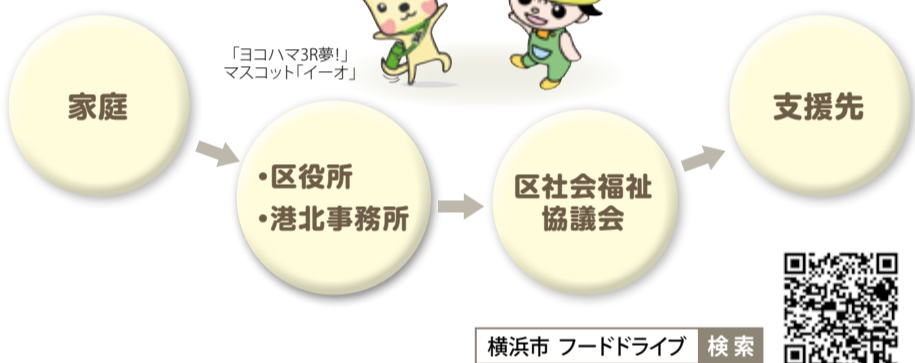 「ヨコハマ3R夢!」
マスコット「イーオ」
家庭
・区役所
・港北事務所
区社会福祉
協議会
支援先
横浜市 フードドライブ 検索